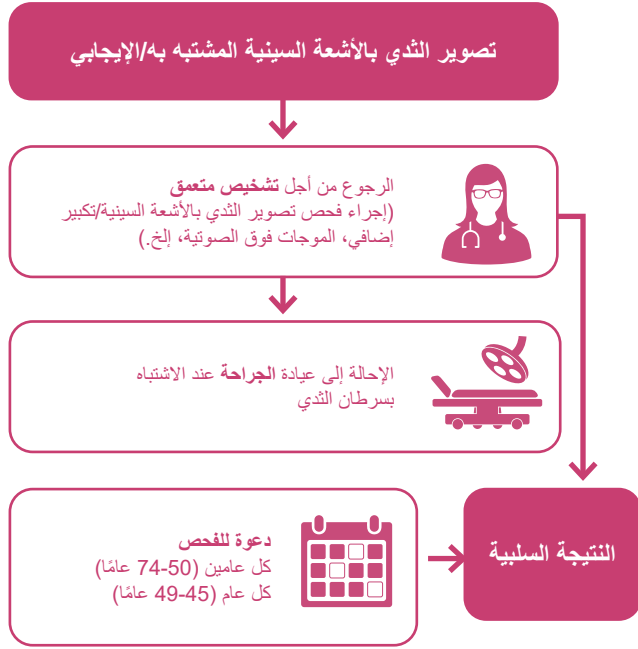 تصوير الثدي بالأشعة السينية المشتبه به/الإيجابي
الرجوع من أجل تشخيص متعمق
(إجراء فحص تصوير الثدي بالأشعة السينية/تكبير
إضافي، الموجات فوق الصوتية، إلخ.)
الإحالة إلى عيادة الجراحة عند الاشتباه
بسرطان الثدي
النتيجة السلبية
دعوة للفحص
كل عامين (50-74 عامًا)
كل عام (45-49 عامًا)